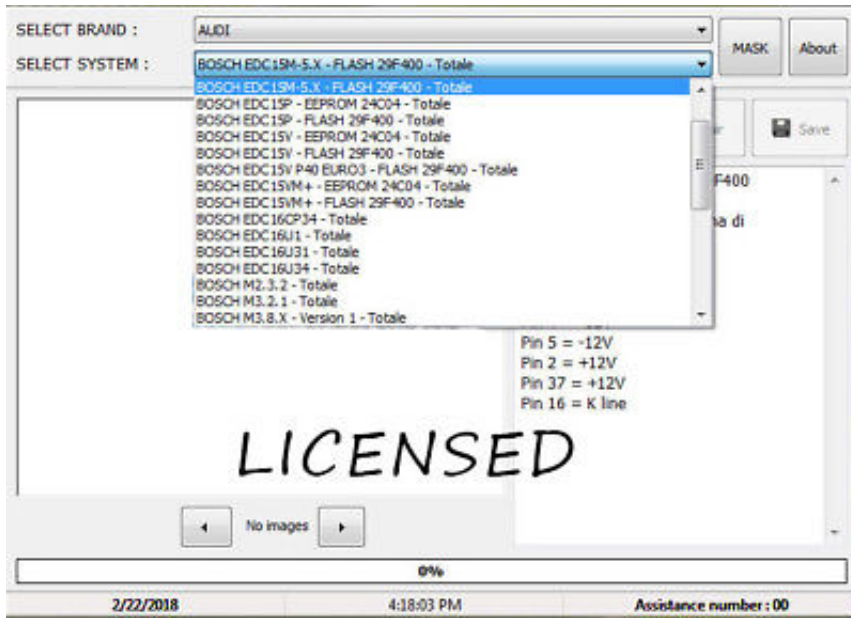 SELECT BRAND :
AUDI
MASK
About
SELECT SYSTEM :
BOSCH EDC15M-5.X - FLASH 29F400 - Totale
BOSCH EDC15M-5.X - FLASH 29F400 - Totale
BOSCH EDC15P - EEPROM 24C04 - Totale
BOSCH EDC15P - FLASH 29F400 - Totale
BOSCH EDC15V - EEPROM 24C04 - Totale
BOSCH EDC15V - FLASH 29F400 - Totale
BOSCH EDC15V P40 EURO3 - FLASH 29F400 - Totale
BOSCH EDC15VM+ - EEPROM 24C04 - Totale
BOSCH EDC15VM+ - FLASH 29F400 - Totale
BOSCH EDC16CP34 - Totale
BOSCH EDC16U1 - Totale
BOSCH EDC16U31 - Totale
BOSCH EDC16U34 - Totale
BOSCH M2.3.2 - Totale
BOSCH M3.2.1 - Totale
BOSCH M3.8.X - Version 1 - Totale
Save
F400
di
Pin 5 = -12V
Pin 2 = +12V
Pin 37 = +12V
Pin 16 = K line
LICENSED
No images
0%
2/22/2018
4:18:03 PM
Assistance number : 00